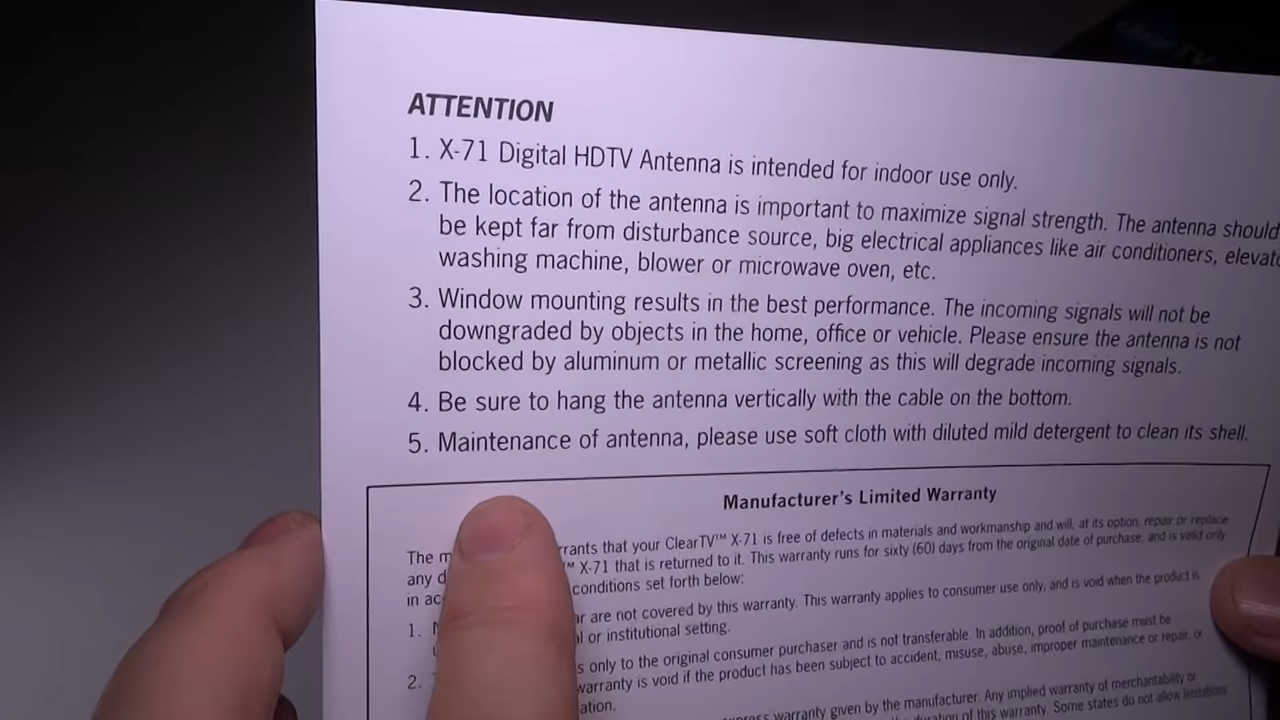 ATTENTION
1. X-71 Digital HDTV Antenna is intended for indoor use only.
2. The location of the antenna is important to maximize signal strength. The antenna should
be kept far from disturbance source, big electrical appliances like air conditioners,
washing machine, blower or microwave oven, etc.
3. Window mounting results in the best performance. The incoming signals will not be
downgraded by objects in the home, office or vehicle. Please ensure the antenna is not
blocked by aluminum or metallic screening as this will degrade incoming signals.
4. Be sure to hang the antenna vertically with the cable on the bottom.
5. Maintenance of antenna, please use soft cloth with diluted mild detergent to clean its shell.
Manufacturer's Limited Warranty
The that your ClearTV™ X-71 is free of defects in materials and workmanship and will, at its option, repair or replace
any X-71 that is returned to it. This warranty runs for sixty (60) days from the original date of purchase, and is valid only
in conditions set forth below:
1. are not covered by this warranty. This warranty applies to consumer use only, and is void when the product is
or institutional setting.
2. only to the original consumer purchaser and is not transferable. In addition, proof of purchase must be
warranty is void if the product has been subject to accident, misuse, abuse, improper maintenance or repair, or
warranty given by the manufacturer. Any implied warranty of merchantability or
of this warranty. Some states do not allow limitations